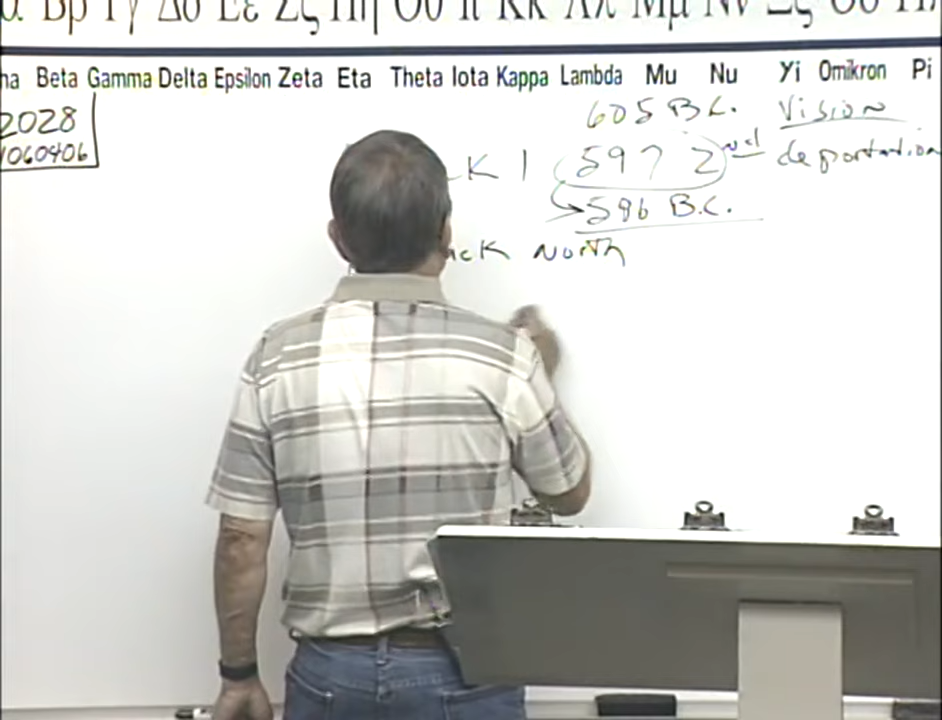 α Ββ Γγ Δδ Εε Ζζ Ηη Θθ Ιι Κκ Λλ Μμ Νν Ξξ Οο Π
ha Beta Gamma Delta Epsilon Zeta Eta Theta Iota Kappa Lambda Mu Nu Yi Omikron Pi
2028
1060406
605 B.C. Vision
K 1 597 2nd deportation
596 B.C.
ack North